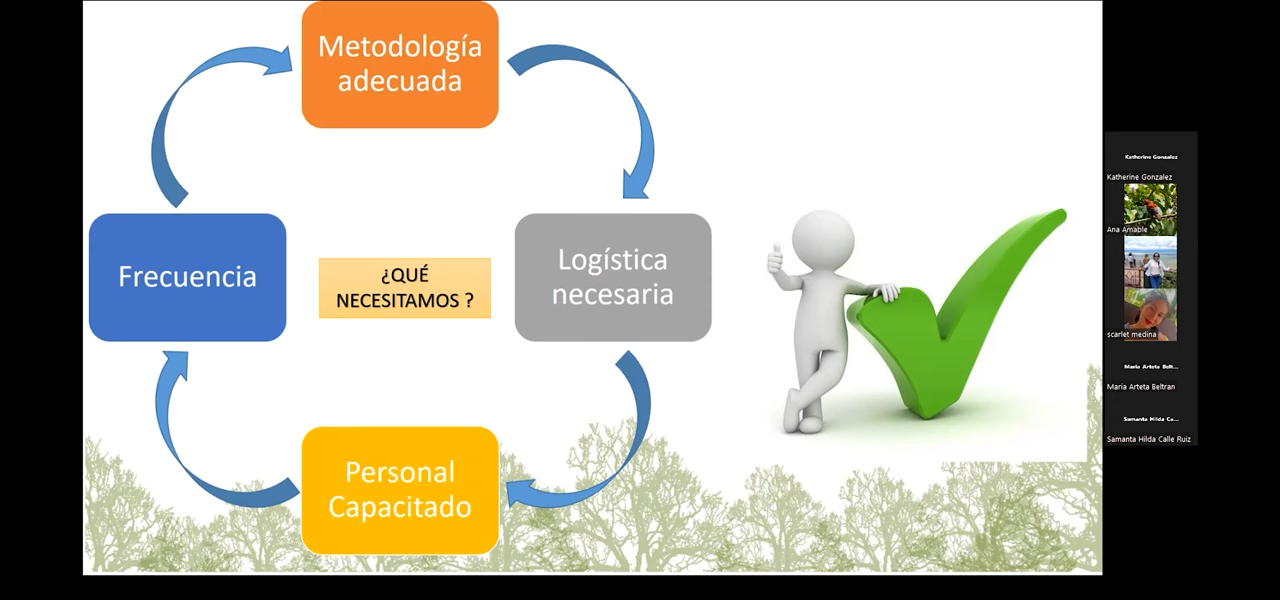 Metodología
adecuada
Logística
necesaria
Personal
Capacitado
Frecuencia
¿QUÉ
NECESITAMOS ?
Katherine Gonzalez
Katherine Gonzalez
Ana Amable
scarlet medina
Maria Arteta Belt...
Maria Arteta Beltran
Samanta Hilda Ca...
Samanta Hilda Calle Ruiz